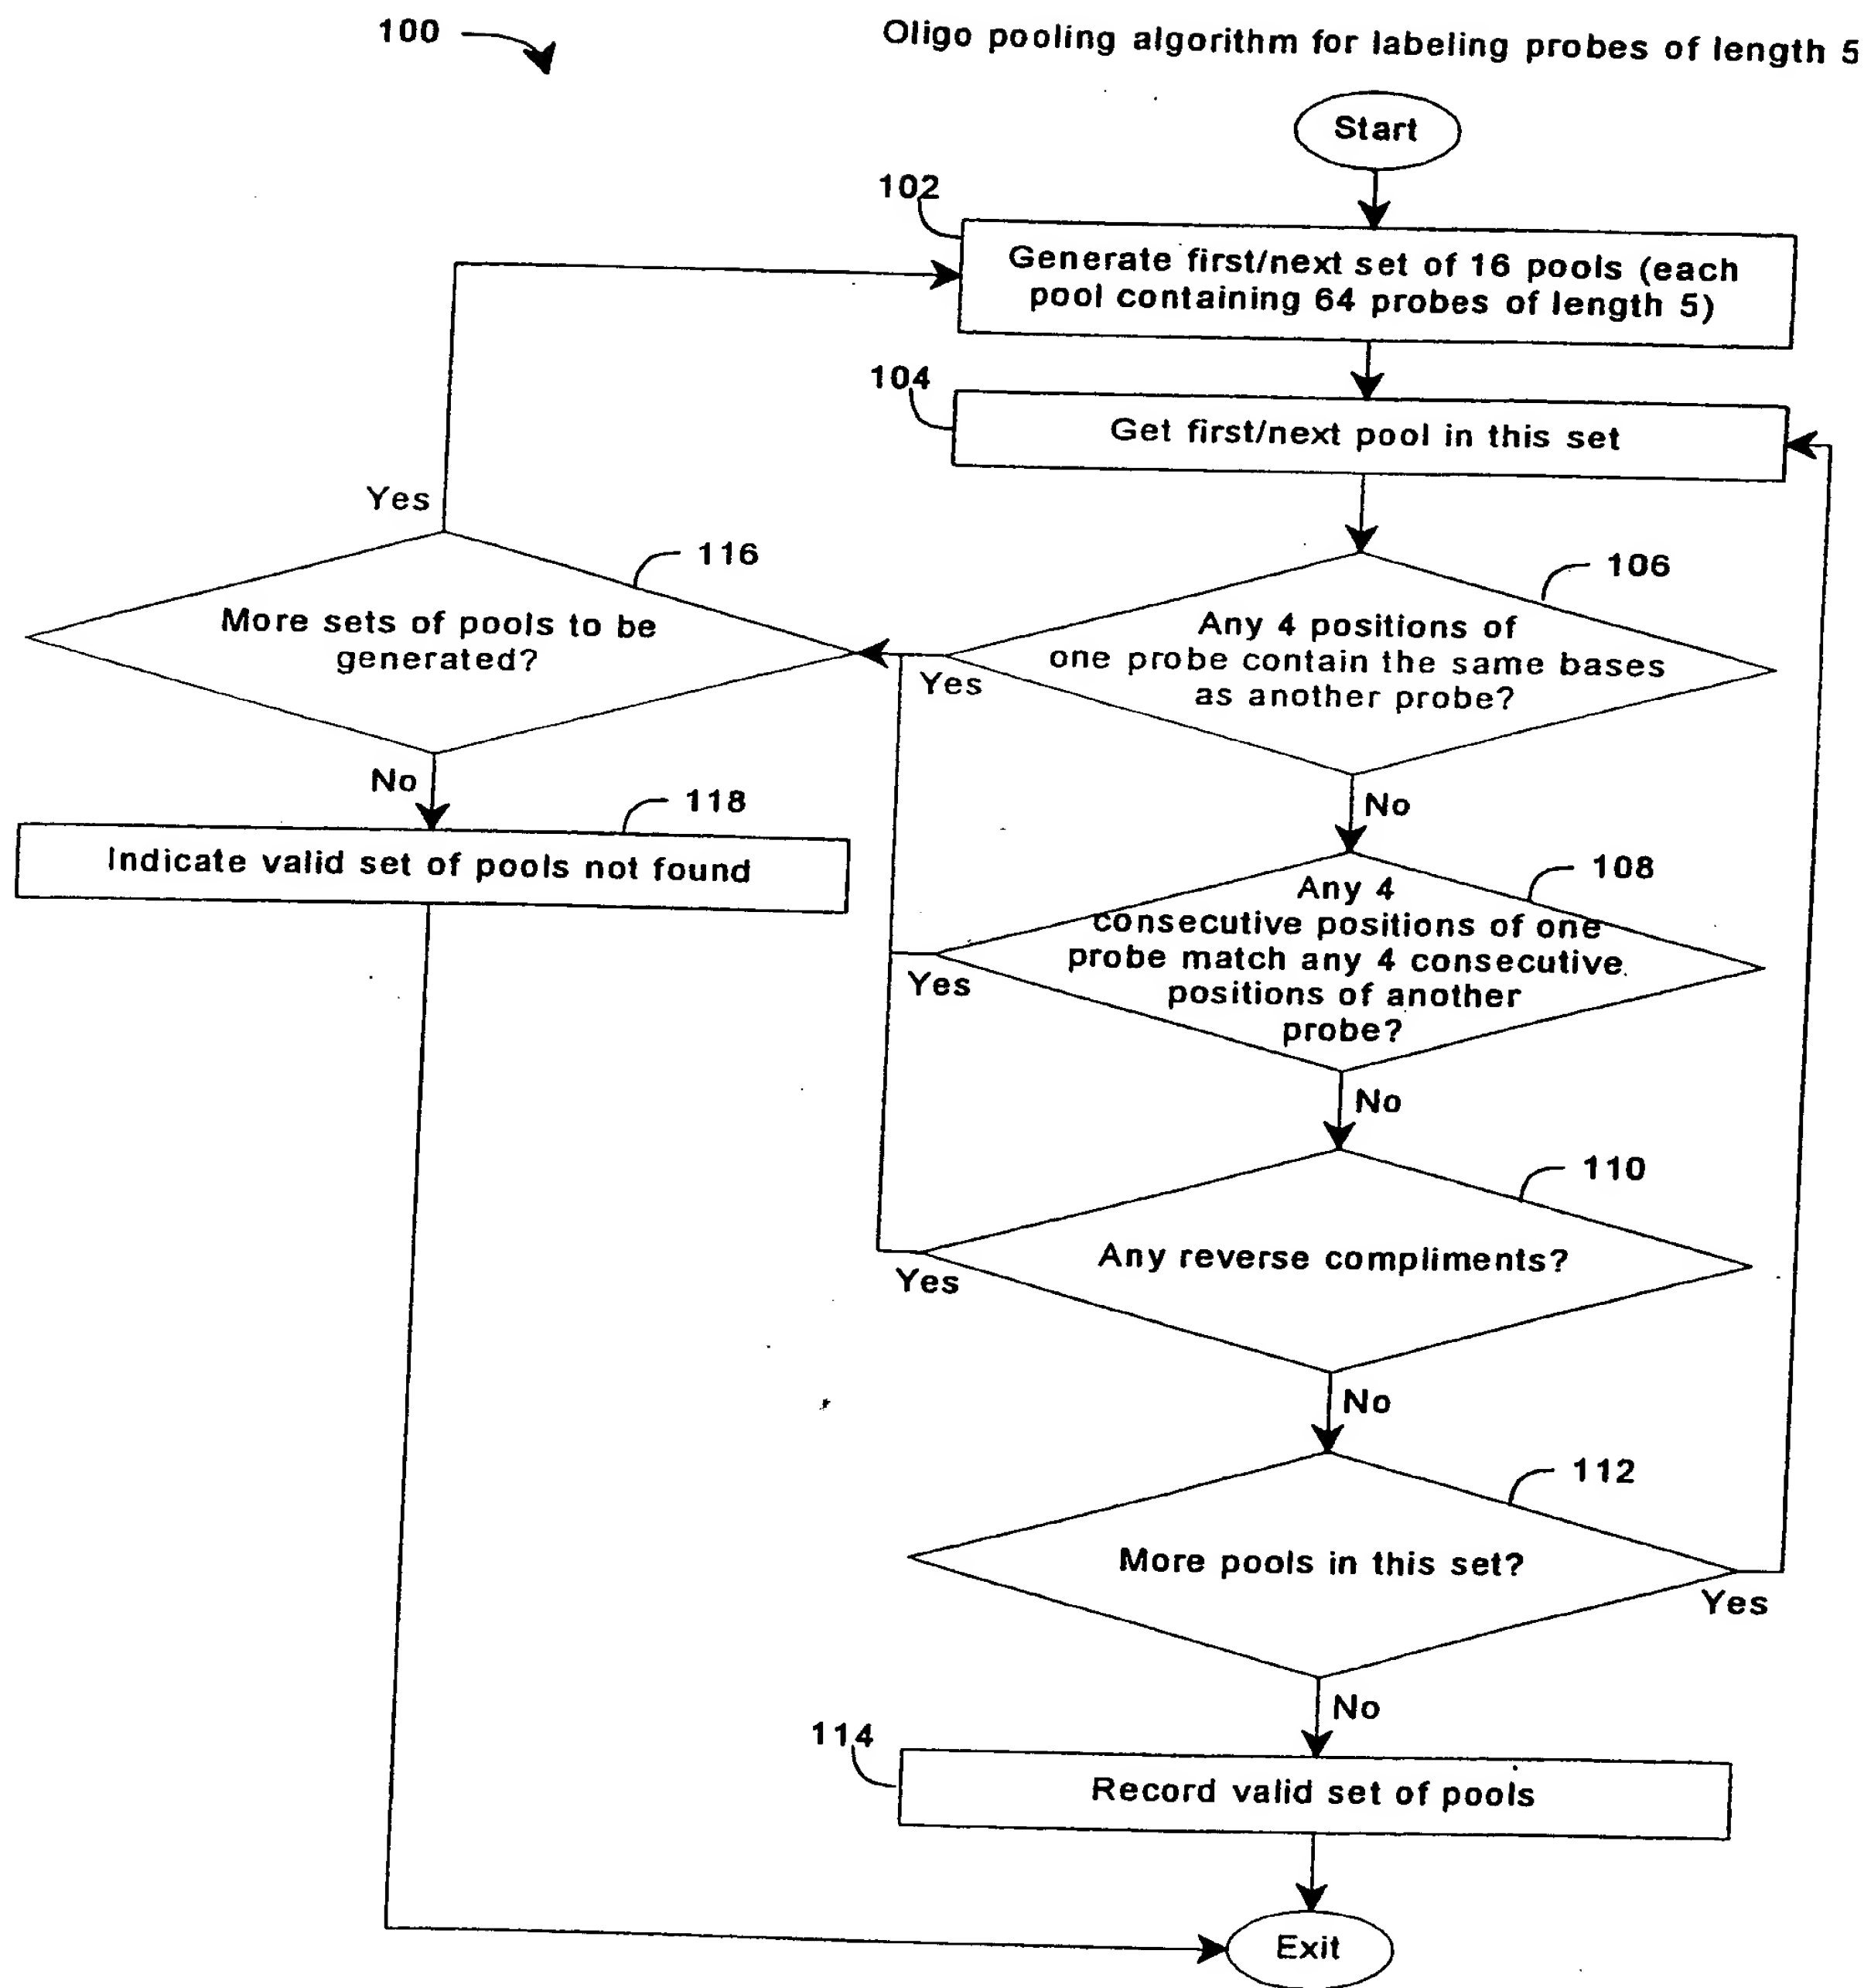 100
Oligo pooling algorithm for labeling probes of length 5
Start
102
Generate first/next set of 16 pools (each
pool containing 64 probes of length 5)
104
Get first/next pool in this set
Yes
116
More sets of pools to be
generated?
106
Any 4 positions of
one probe contain the same bases
as another probe?
Yes
No
No
118
Indicate valid set of pools not found
108
Any 4
consecutive positions of one
probe match any 4 consecutive
positions of another
probe?
Yes
No
110
Any reverse compliments?
Yes
No
112
More pools in this set?
Yes
No
114
Record valid set of pools
Exit